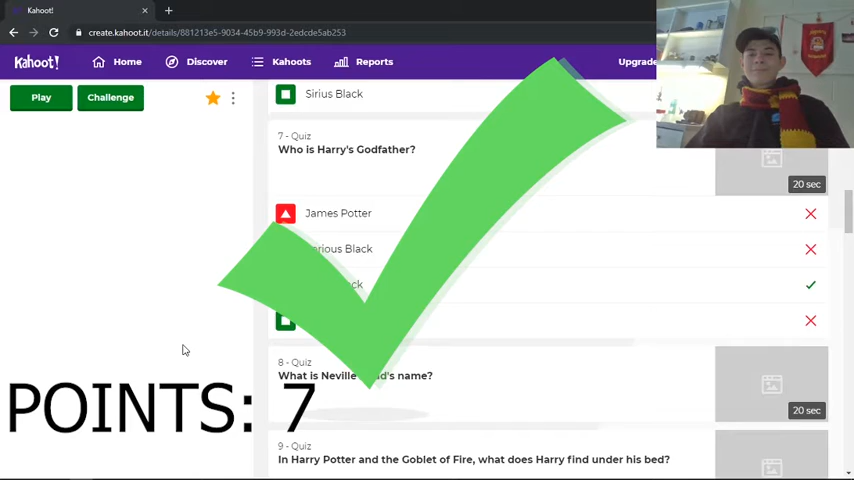 Kahoot!
create.kahoot.it/details/881213e5-9034-45b9-993d-2edcde5ab253
Kahoot!
Home
Discover
Kahoots
Reports
Upgrade
Play
Challenge
Sirius Black
7 - Quiz
Who is Harry's Godfather?
20 sec
James Potter
Black
8 - Quiz
What is Neville
name?
20 sec
POINTS: 7
9 - Quiz
In Harry Potter and the Goblet of Fire, what does Harry find under his bed?